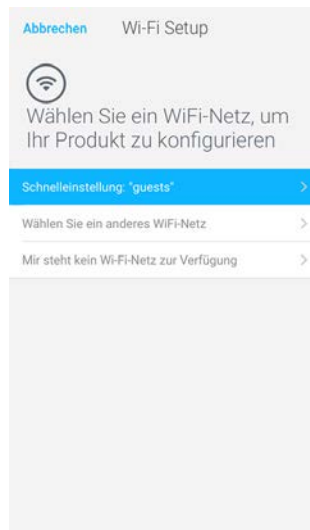 Abbrechen Wi-Fi Setup
Wählen Sie ein WiFi-Netz, um
Ihr Produkt zu konfigurieren
Schnelleinstellung: "guests"
Wählen Sie ein anderes WiFi-Netz
Mir steht kein Wi-Fi-Netz zur Verfügung